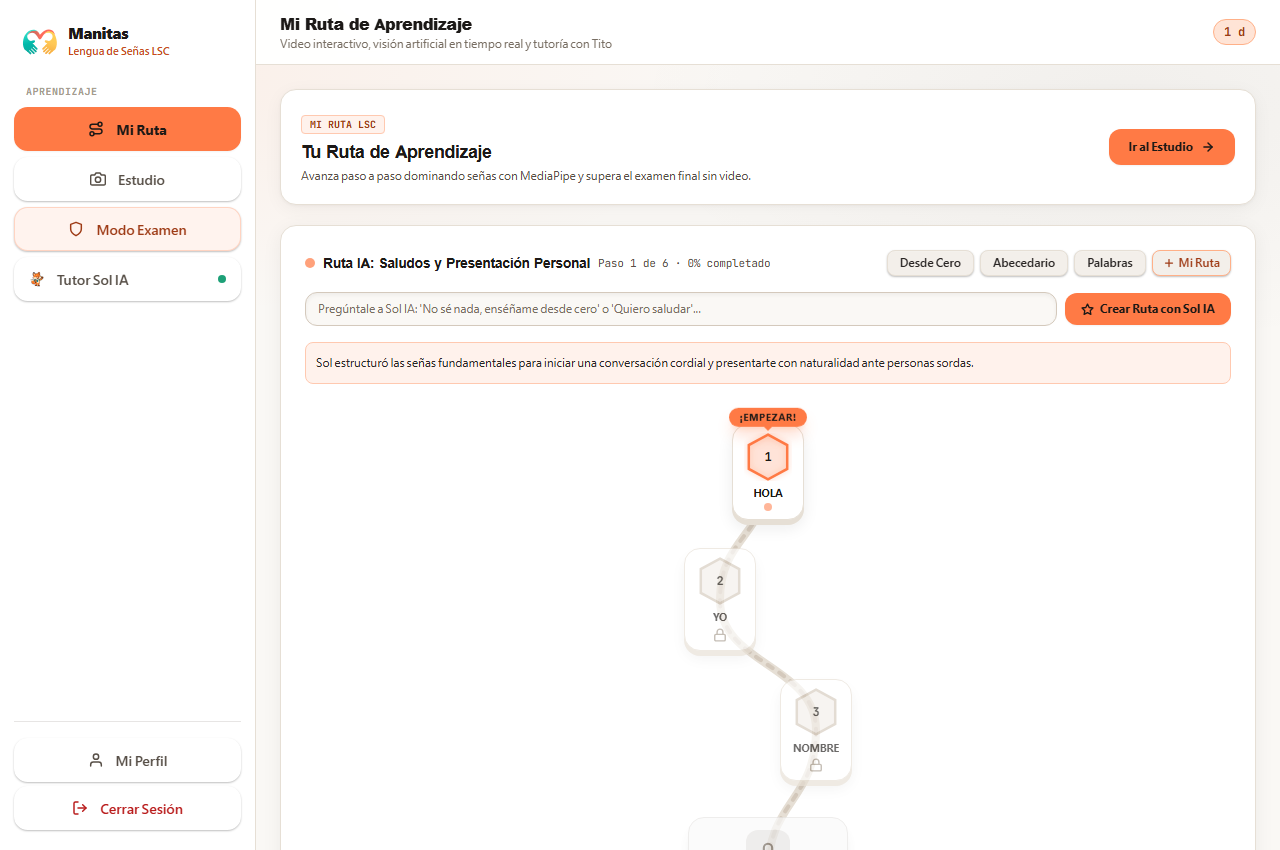 Manitas
Lengua de Señas LSC
APRENDIZAJE
Mi Ruta
Estudio
Modo Examen
Tutor Sol IA
Mi Perfil
Cerrar Sesión
Mi Ruta de Aprendizaje
Video interactivo, visión artificial en tiempo real y tutoría con Tito
1 d
MI RUTA LSC
Tu Ruta de Aprendizaje
Avanza paso a paso dominando señas con MediaPipe y supera el examen final sin video.
Ir al Estudio
Ruta IA: Saludos y Presentación Personal Paso 1 de 6 · 0% completado
Desde Cero
Abecedario
Palabras
+ Mi Ruta
Pregúntale a Sol IA: 'No sé nada, enséñame desde cero' o 'Quiero saludar'...
Crear Ruta con Sol IA
Sol estructuró las señas fundamentales para iniciar una conversación cordial y presentarte con naturalidad ante personas sordas.
¡EMPEZAR!
1
HOLA
2
YO
3
NOMBRE